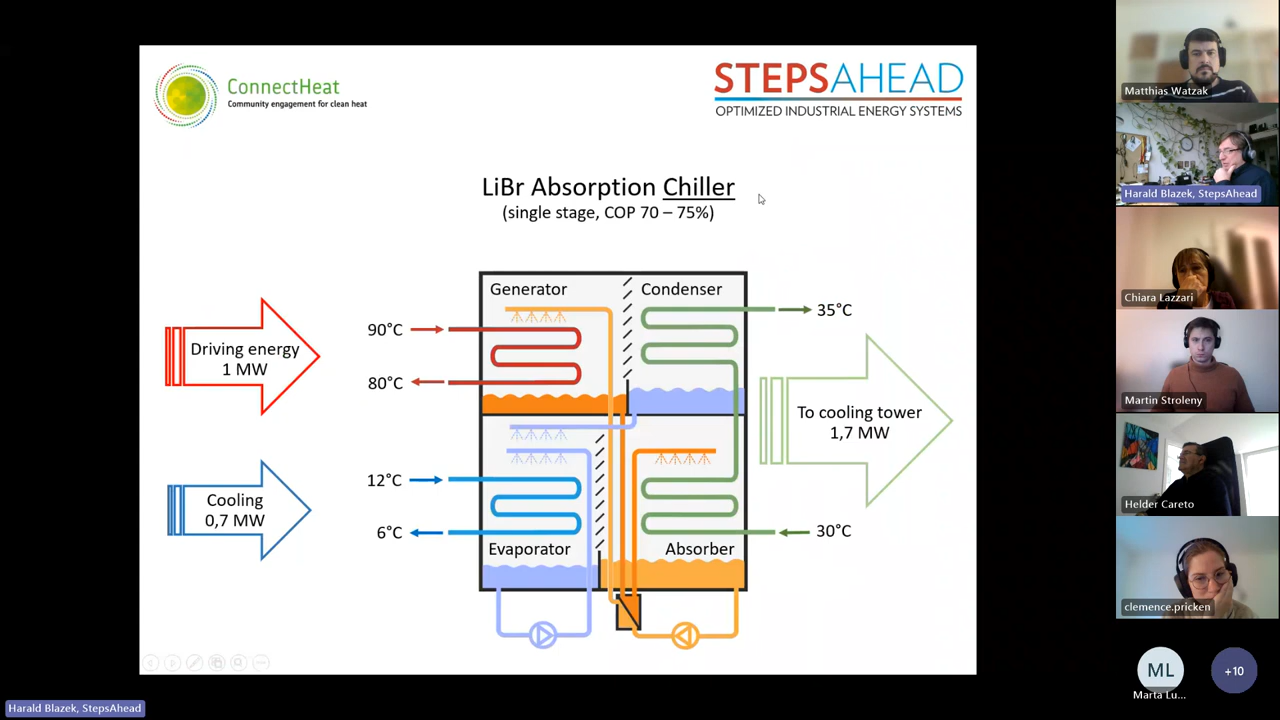 ConnectHeat
Community engagement for clean heat
STEPSAHEAD
OPTIMIZED INDUSTRIAL ENERGY SYSTEMS
LiBr Absorption Chiller
(single stage, COP 70 – 75%)
Generator
Condenser
90°C
35°C
Driving energy
1 MW
80°C
To cooling tower
1,7 MW
12°C
Cooling
0,7 MW
6°C
30°C
Evaporator
Absorber
Matthias Watzak
Harald Blazek, StepsAhead
Chiara Lazzari
Martin Stroleny
Helder Careto
clemence.pricken
ML
+10
Marta Lu...
Harald Blazek, StepsAhead